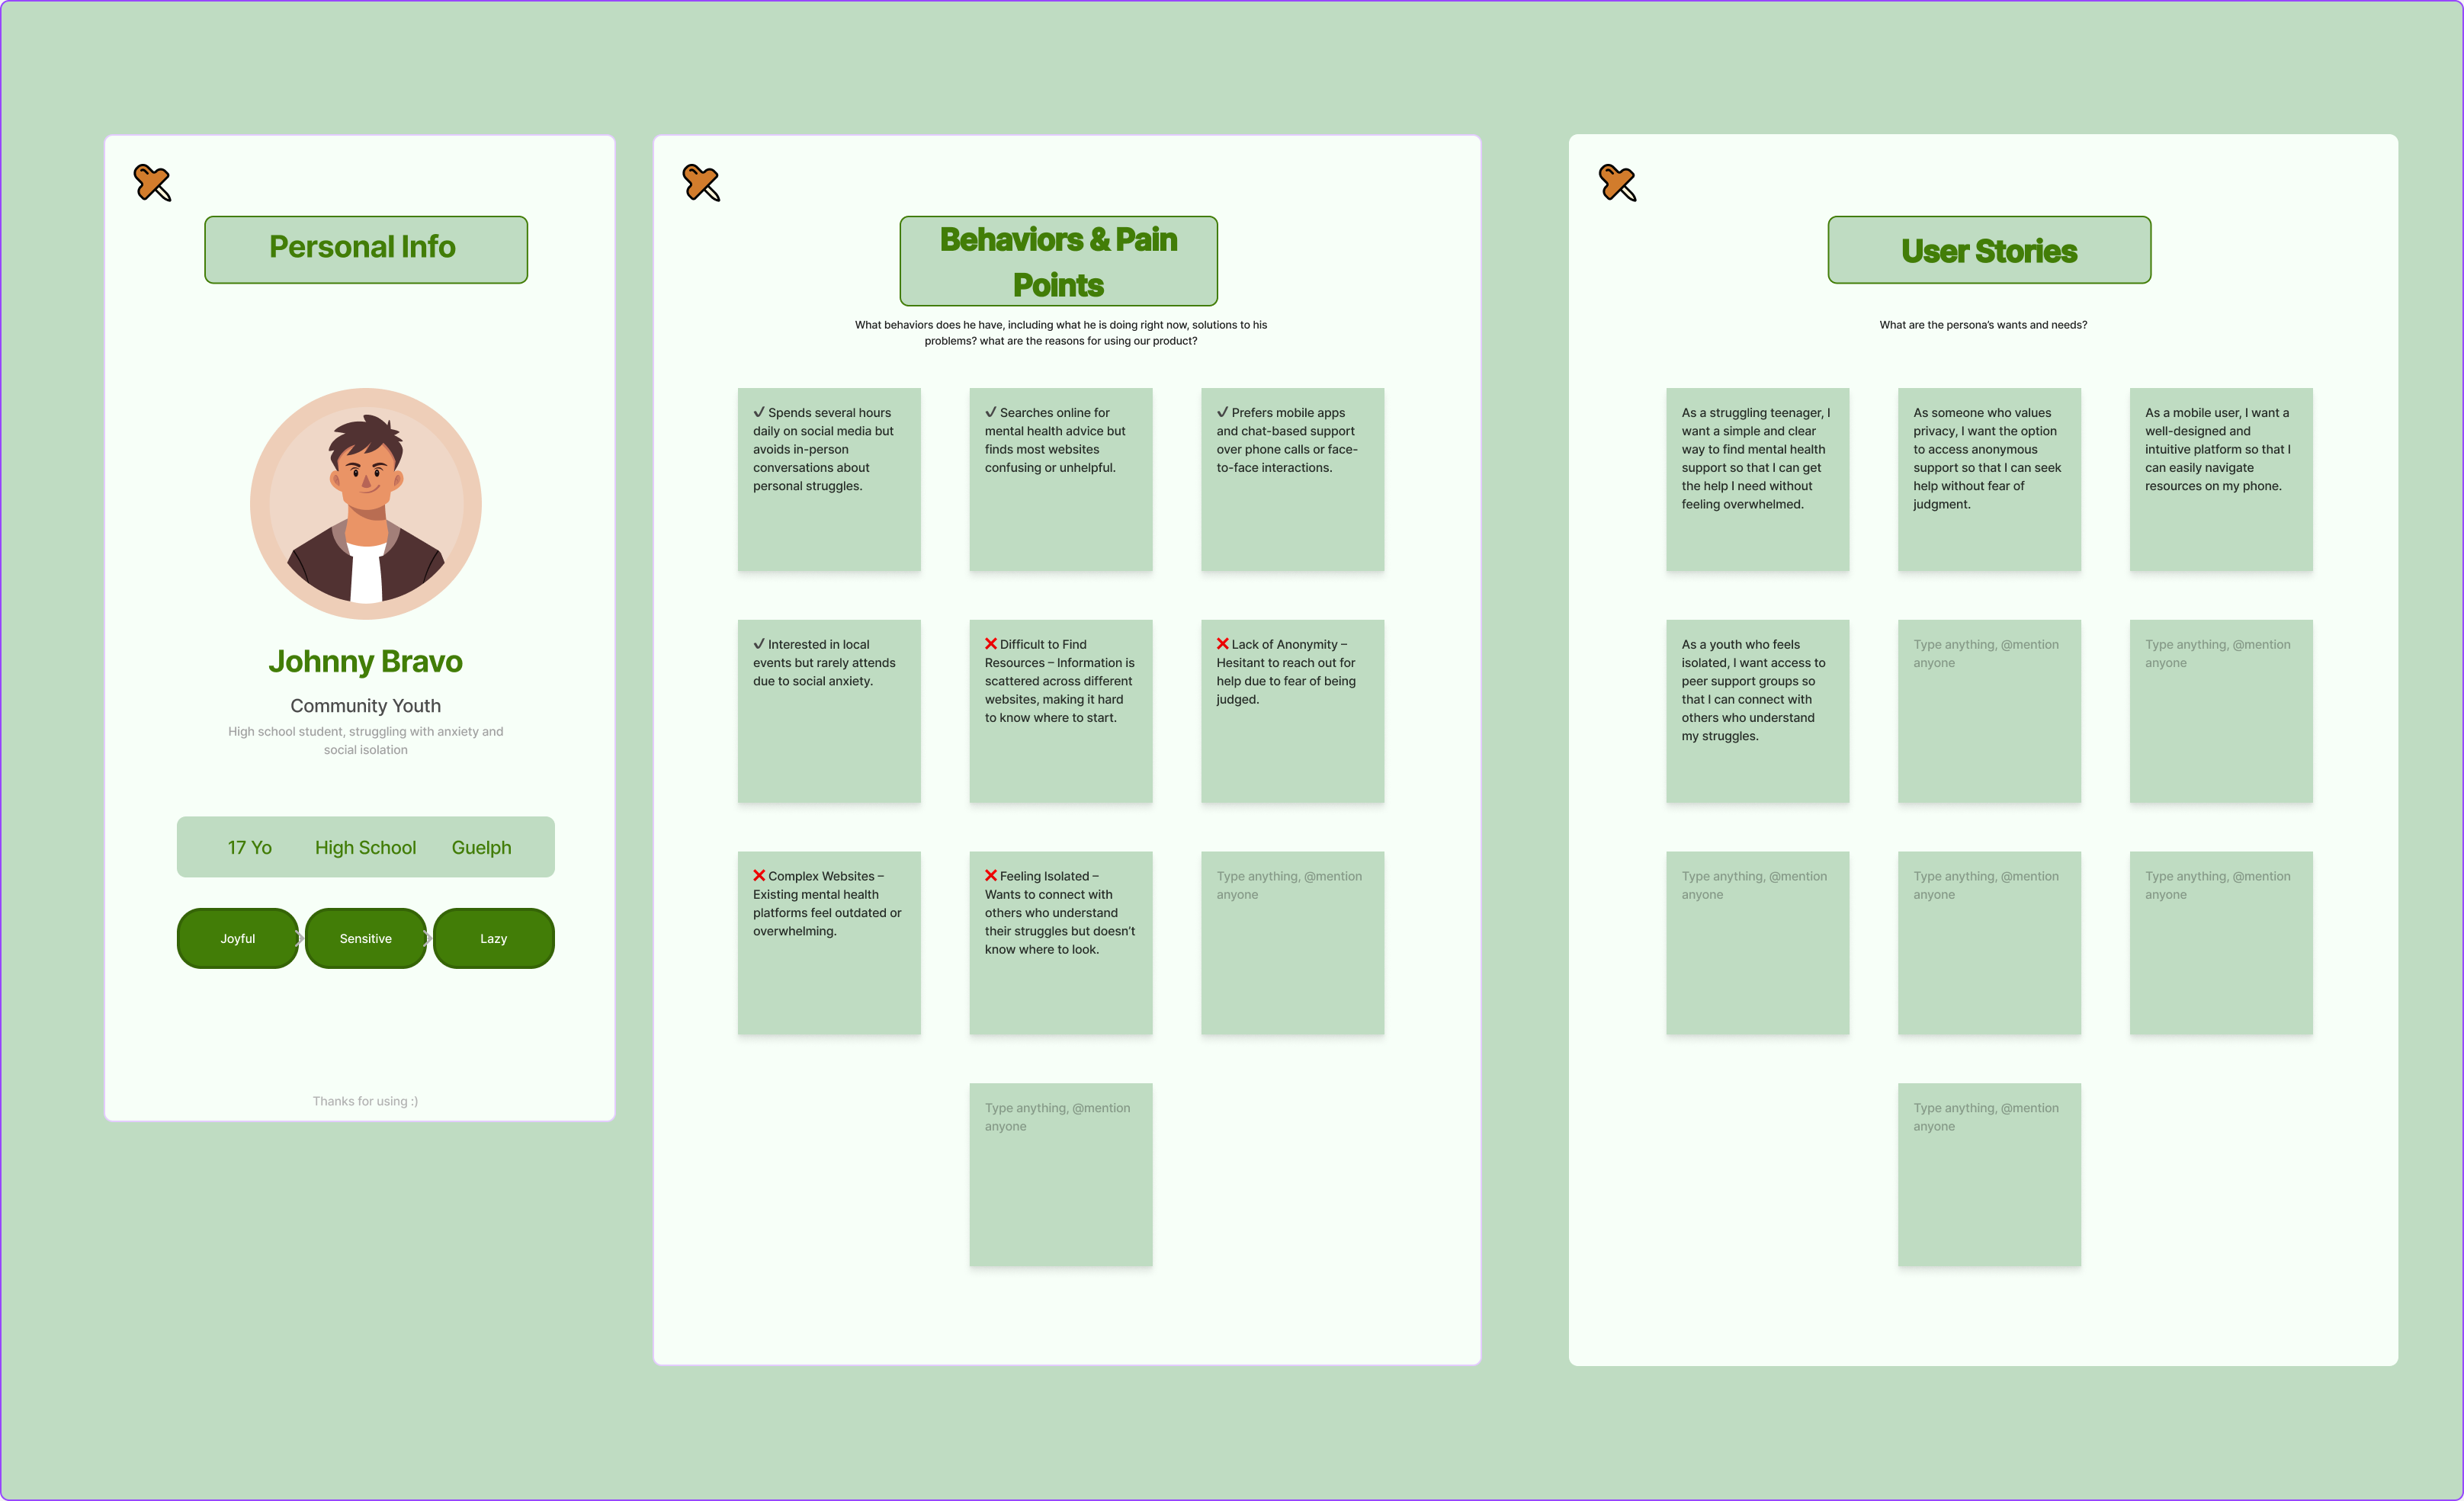 Personal Info
Johnny Bravo
Community Youth
High school student, struggling with anxiety and
social isolation
17 Yo
High School
Guelph
Joyful
Sensitive
Lazy
Thanks for using :)
Behaviors & Pain
Points
What behaviors does he have, including what he is doing right now, solutions to his
problems? what are the reasons for using our product?
✓ Spends several hours
daily on social media but
avoids in-person
conversations about
personal struggles.
✓ Searches online for
mental health advice but
finds most websites
confusing or unhelpful.
✓ Prefers mobile apps
and chat-based support
over phone calls or face-
to-face interactions.
✓ Interested in local
events but rarely attends
due to social anxiety.
❌ Difficult to Find
Resources – Information is
scattered across different
websites, making it hard
to know where to start.
❌ Lack of Anonymity –
Hesitant to reach out for
help due to fear of being
judged.
❌ Complex Websites –
Existing mental health
platforms feel outdated or
overwhelming.
❌ Feeling Isolated –
Wants to connect with
others who understand
their struggles but doesn't
know where to look.
Type anything, @mention
anyone
Type anything, @mention
anyone
User Stories
What are the persona's wants and needs?
As a struggling teenager, I
want a simple and clear
way to find mental health
support so that I can get
the help I need without
feeling overwhelmed.
As someone who values
privacy, I want the option
to access anonymous
support so that I can seek
help without fear of
judgment.
As a mobile user, I want a
well-designed and
intuitive platform so that I
can easily navigate
resources on my phone.
As a youth who feels
isolated, I want access to
peer support groups so
that I can connect with
others who understand
my struggles.
Type anything, @mention
anyone
Type anything, @mention
anyone
Type anything, @mention
anyone
Type anything, @mention
anyone
Type anything, @mention
anyone
Type anything, @mention
anyone